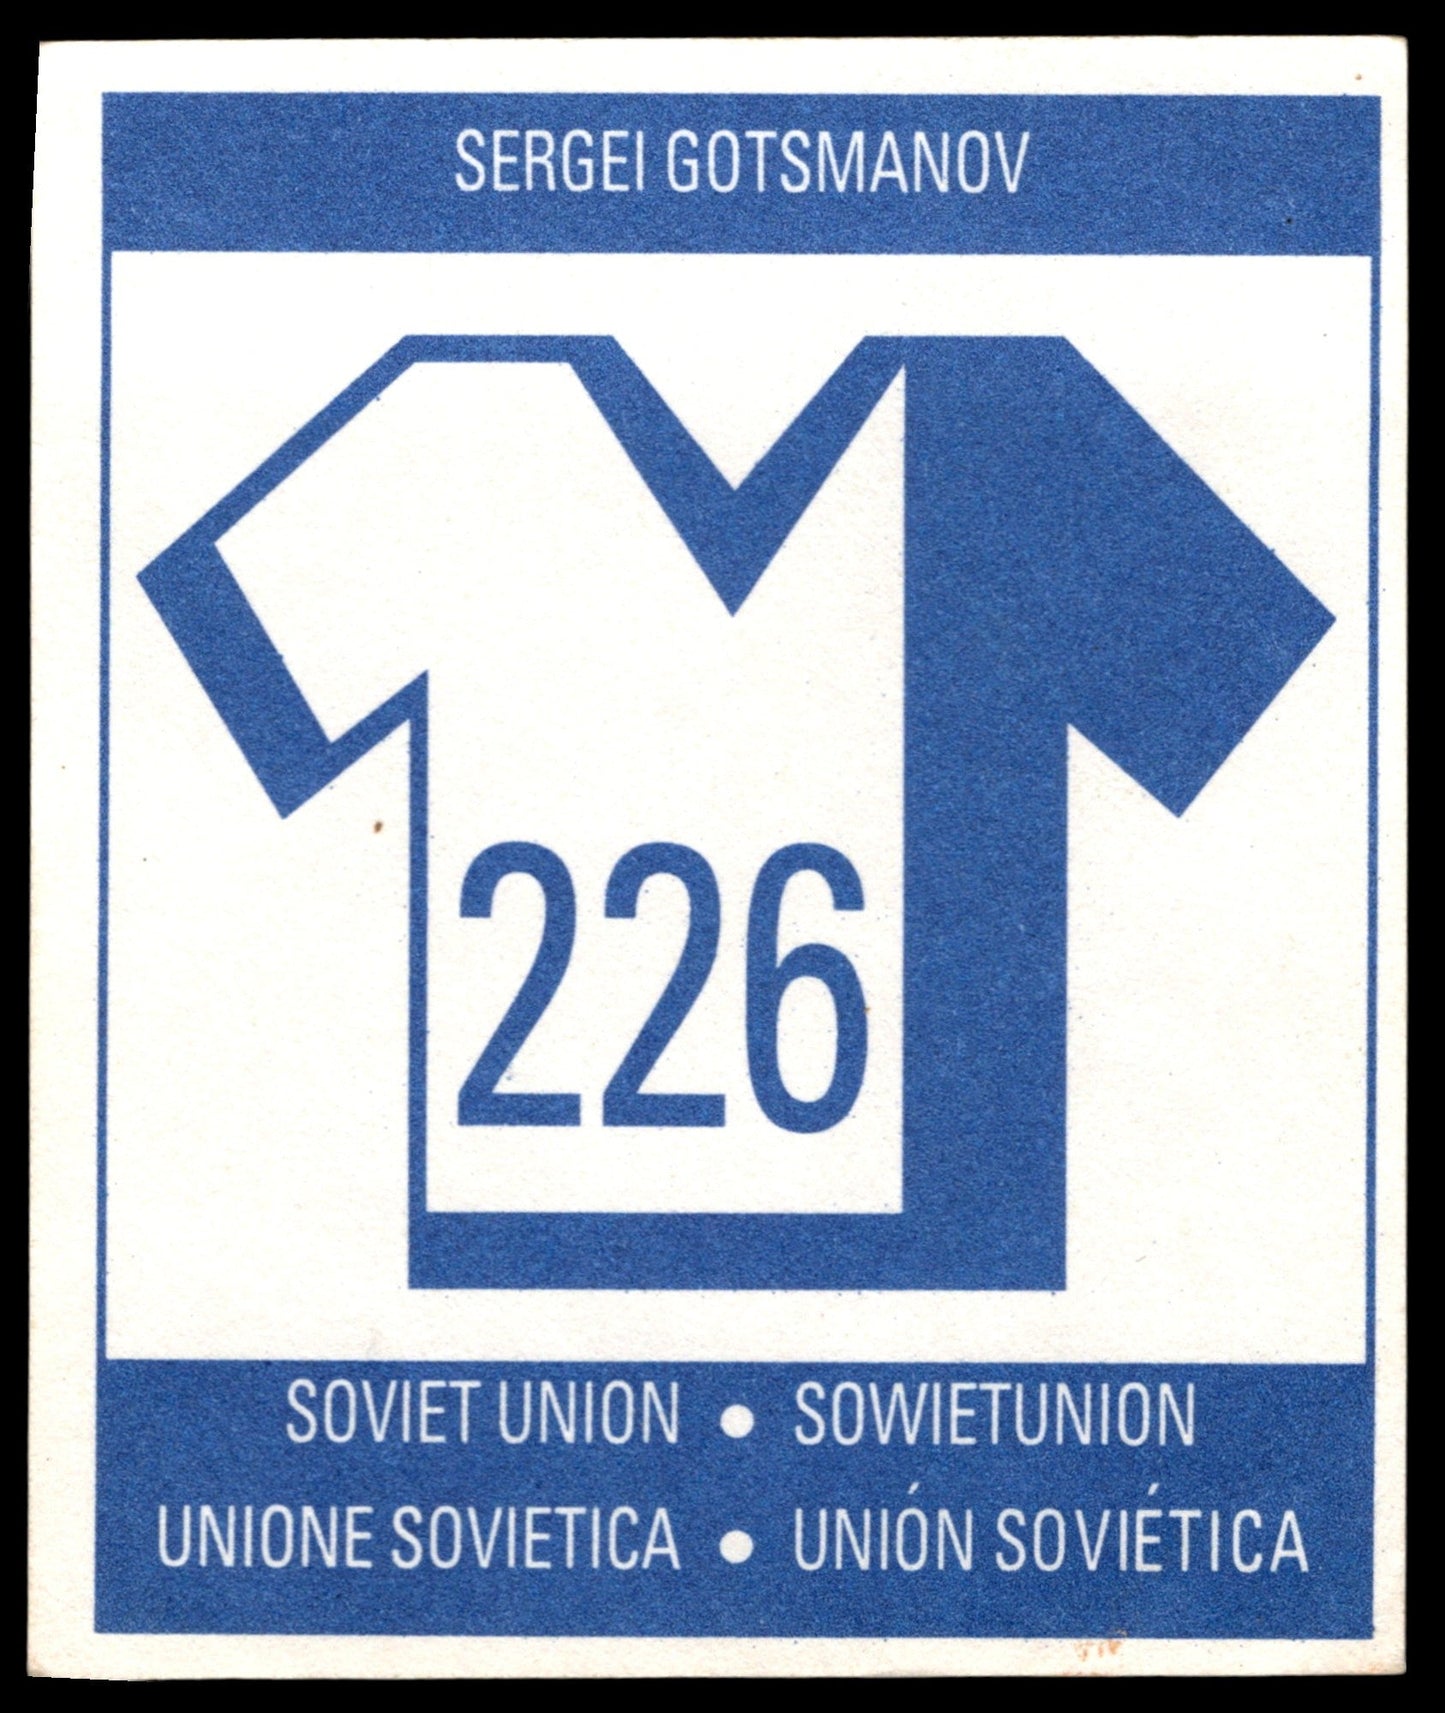 SERGEI GOTSMANOV
226
SOVIET UNION • SOWIETUNION
UNIONE SOVIETICA • UNIÓN SOVIÉTICA